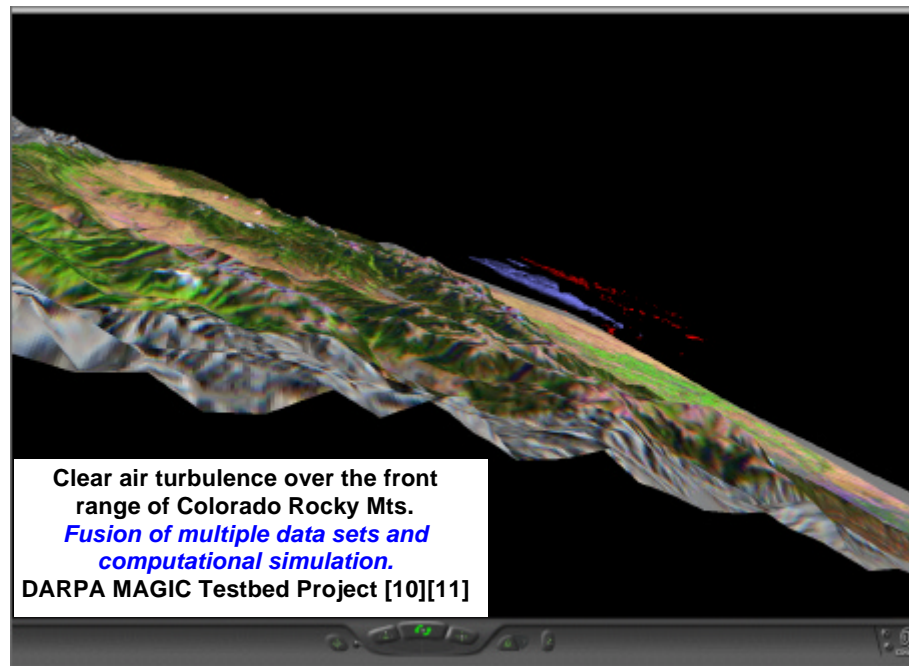 Clear air turbulence over the front
range of Colorado Rocky Mts.
Fusion of multiple data sets and
computational simulation.
DARPA MAGIC Testbed Project [10][11]